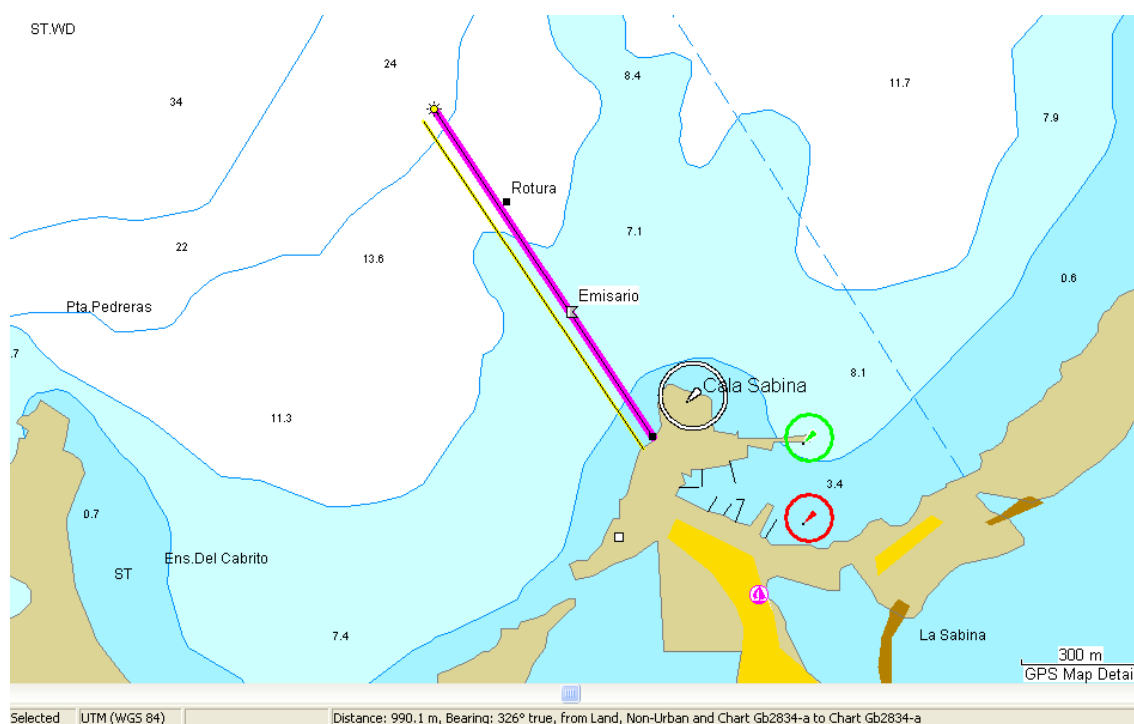 ST.WD
24
8.4
11.7
34
7.9
Rotura
7.1
22
13.6
0.6
Emisario
Pta.Pedreras
.7
8.1
Cala Sabina
11.3
3.4
0.7
Ens.Del Cabrito
ST
7.4
La Sabina
300 m
GPS Map Detai
Selected UTM (WGS 84) Distance: 990.1 m, Bearing: 326° true, from Land, Non-Urban and Chart Gb2834-a to Chart Gb2834-a